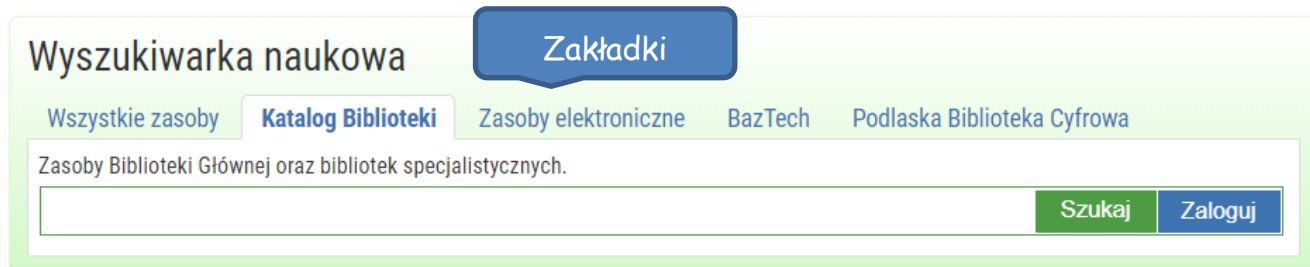 Zakładki
Wyszukiwarka naukowa
Wszystkie zasoby Katalog Biblioteki Zasoby elektroniczne BazTech Podlaska Biblioteka Cyfrowa
Zasoby Biblioteki Głównej oraz bibliotek specjalistycznych.
Szukaj Zaloguj